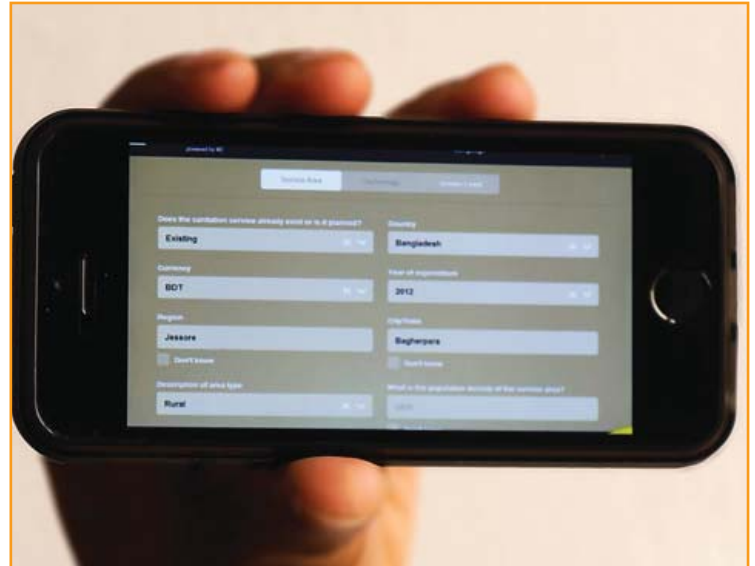 powered by
Service Area
Technology
Service Level
Does the sanitation service already exist or is it planned?
Country
Existing
Bangladesh
Currency
Year of expenditure
BDT
2012
Region
City/Town
Jessore
Bagherpara
Don't know
Don't know
Description of area type
What is the population density of the service area?
Rural